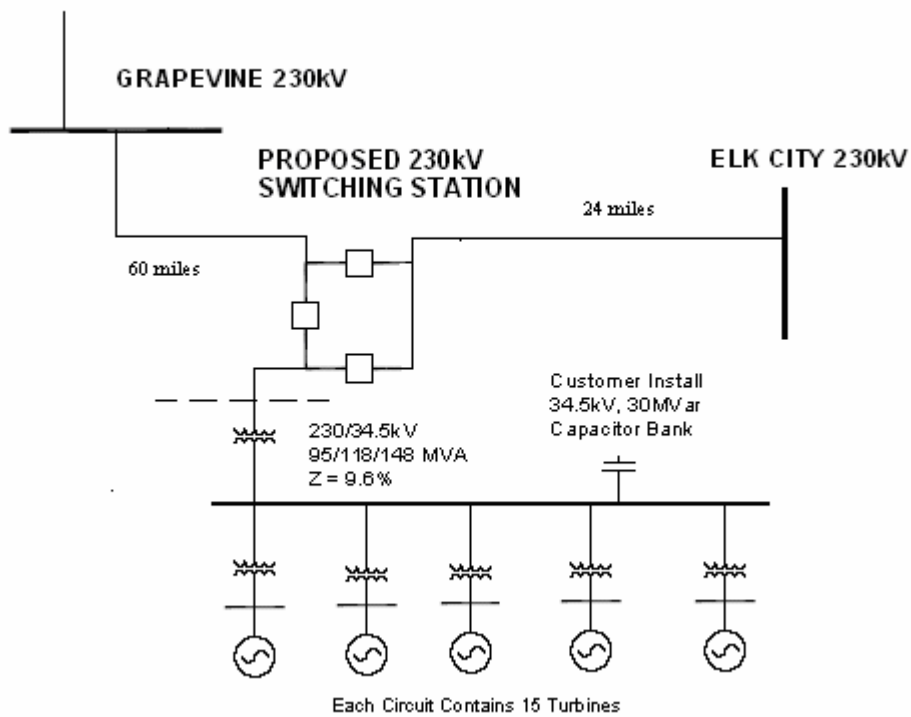 GRAPEVINE 230kV
PROPOSED 230kV
SWITCHING STATION
ELK CITY 230kV
24 miles
60 miles
Customer Install
34.5kV, 30MVar
Capacitor Bank
230/34.5kV
95/118/148 MVA
Z = 9.6%
Each Circuit Contains 15 Turbines